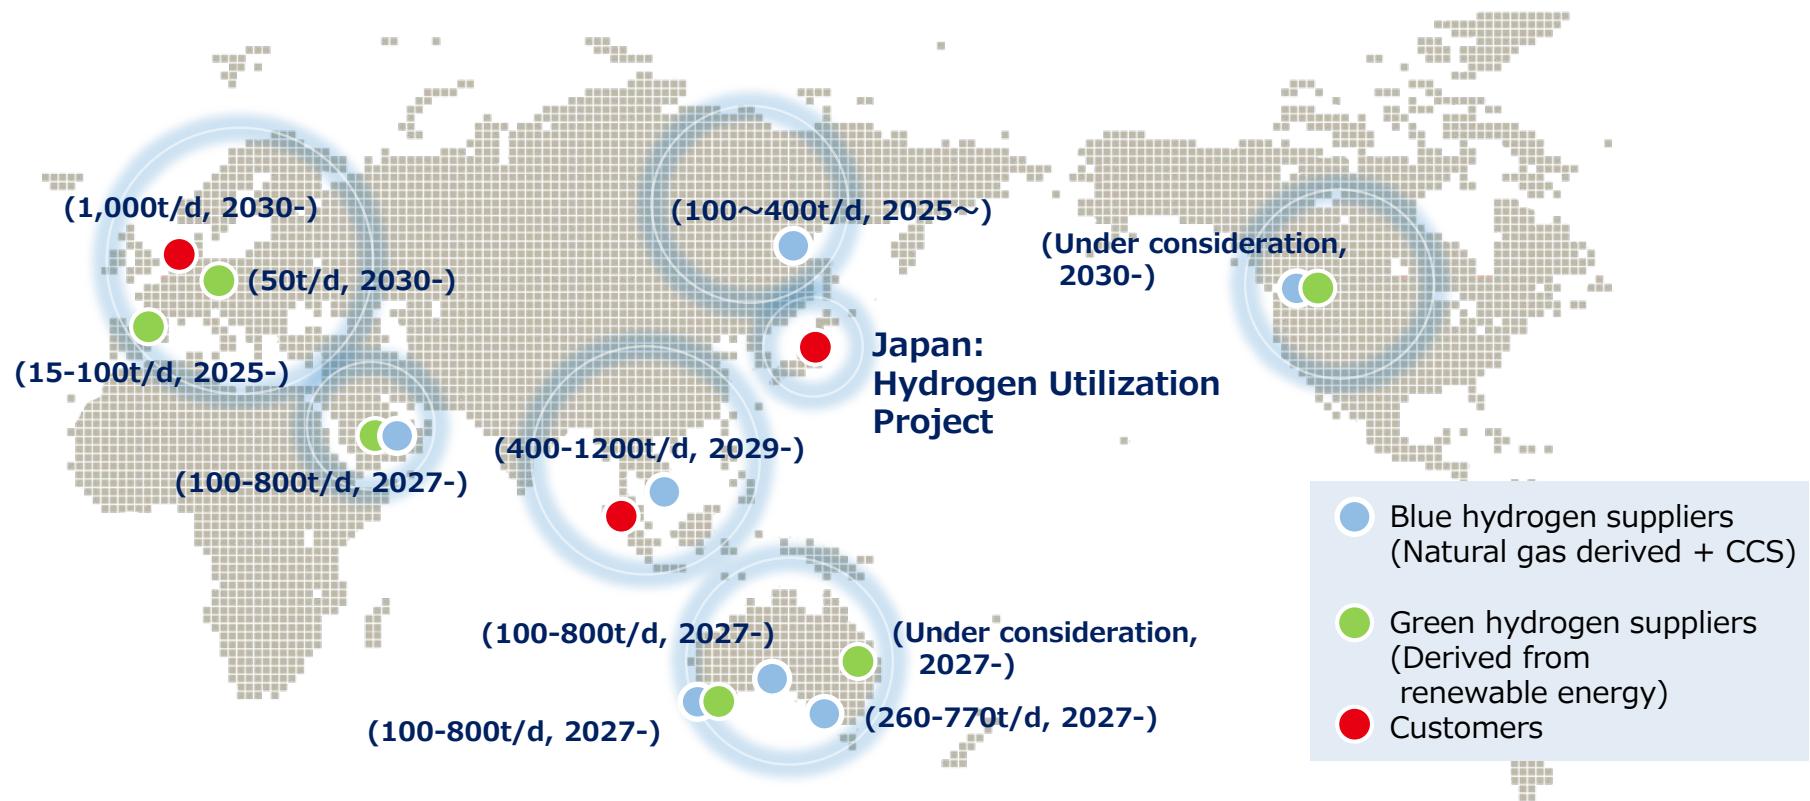 (1,000t/d, 2030-)
(50t/d, 2030-)
(15-100t/d, 2025-)
(100-800t/d, 2027-)
(100～400t/d, 2025～)
(Under consideration,
2030-)
Japan:
Hydrogen Utilization
Project
(400-1200t/d, 2029-)
(100-800t/d, 2027-)
(Under consideration,
2027-)
(100-800t/d, 2027-)
(260-770t/d, 2027-)
Blue hydrogen suppliers
(Natural gas derived + CCS)
Green hydrogen suppliers
(Derived from
renewable energy)
Customers